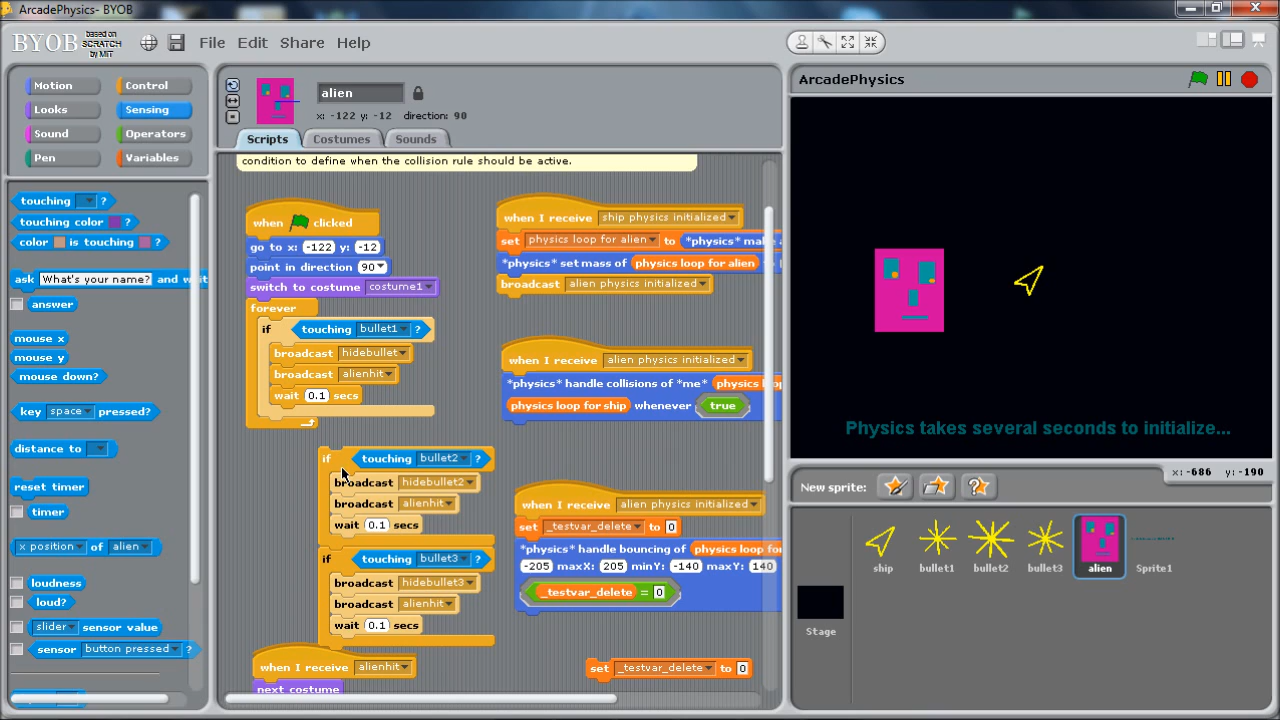 ArcadePhysics- BYOB
BYOB based on SCRATCH by MIT
File Edit Share Help
Motion Control
Looks Sensing
Sound Operators
Pen Variables
touching ?
touching color ?
color is touching ?
ask What's your name? and wait
answer
mouse x
mouse y
mouse down?
key space pressed?
distance to
reset timer
timer
x position of alien
loudness
loud?
slider sensor value
sensor button pressed ?
alien
x: -122 y: -12 direction: 90
Scripts Costumes Sounds
condition to define when the collision rule should be active.
when clicked
go to x: -122 y: -12
point in direction 90
switch to costume costume1
forever
if touching bullet1 ?
broadcast hidebullet
broadcast alienhit
wait 0.1 secs
if touching bullet2 ?
broadcast hidebullet2
broadcast alienhit
wait 0.1 secs
if touching bullet3 ?
broadcast hidebullet3
broadcast alienhit
wait 0.1 secs
when I receive alienhit
next costume
when I receive ship physics initialized
set physics loop for alien to *physics* make
*physics* set mass of physics loop for alien
broadcast alien physics initialized
when I receive alien physics initialized
*physics* handle collisions of *me* physics loop
physics loop for ship whenever true
when I receive alien physics initialized
set _testvar_delete to 0
*physics* handle bouncing of physics loop for
-205 maxX: 205 minY: -140 maxY: 140
_testvar_delete = 0
set _testvar_delete to 0
ArcadePhysics
Physics takes several seconds to initialize...
x: -686 y: -190
New sprite:
ship bullet1 bullet2 bullet3 alien Sprite1
Stage